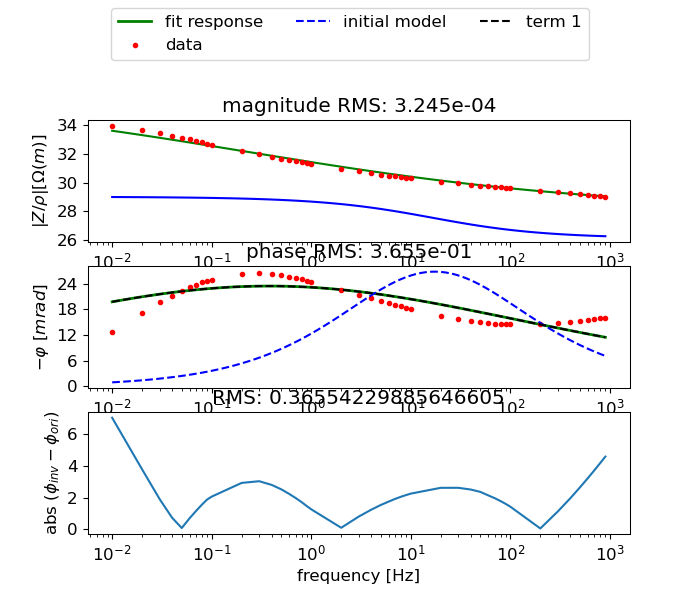 fit response initial model term 1
data
magnitude RMS: 3.245e-04
|Z/ρ|[Ω(m)]
34
32
30
28
26
10⁻² 10⁻¹ 10⁰ 10¹ 10² 10³
phase RMS: 3.655e-01
−φ [mrad]
24
18
12
6
0
10⁻² 10⁻¹ 10⁰ 10¹ 10² 10³
RMS: 0.36554229885646605
abs (ϕinv − ϕori)
6
4
2
0
10⁻² 10⁻¹ 10⁰ 10¹ 10² 10³
frequency [Hz]